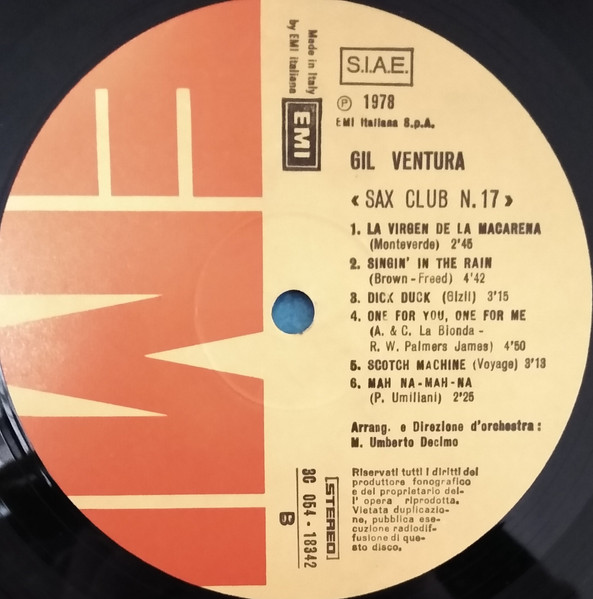 EMI
Made in Italy
by EMI Italiana
EMI
S.I.A.E.
℗ 1978
EMI Italiana S.p.A.
GIL VENTURA
« SAX CLUB N.17 »
1. LA VIRGEN DE LA MACARENA
(Monteverde) 2'45
2. SINGIN' IN THE RAIN
(Brown-Freed) 4'42
3. DICK DUCK (Gizii) 3'15
4. ONE FOR YOU, ONE FOR ME
(A. & C. La Bionda -
R. W. Palmers James) 4'50
5. SCOTCH MACHINE (Voyage) 3'13
6. MAH NA-MAH-NA
(P. Umiliani) 2'25
Arrang. e Direzione d'orchestra:
M. Umberto Decimo
Riservati tutti i diritti del
produttore fonografico
e del proprietario del-
l' opera riprodotta.
Vietata duplicazio-
ne, pubblica ese-
cuzione radiodif-
fusione di que-
sto disco.
STEREO
3C 054 - 18342
B